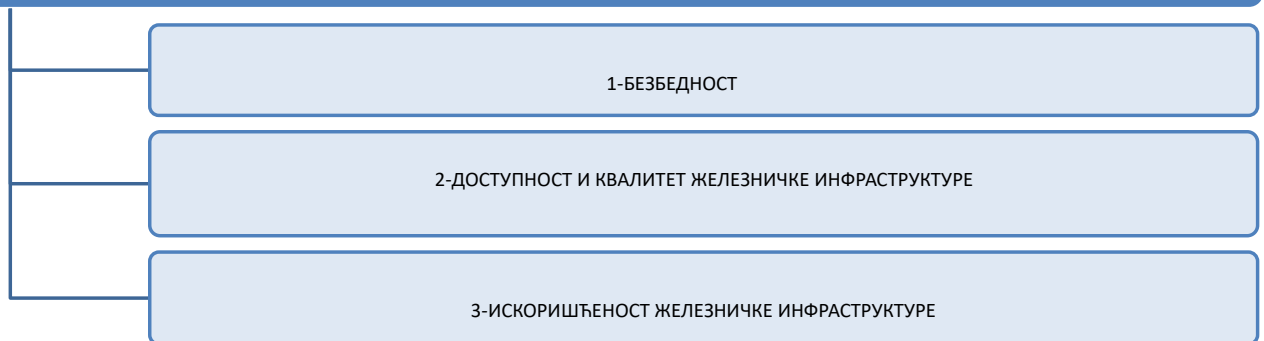 1-БЕЗБЕДНОСТ
2-ДОСТУПНОСТ И КВАЛИТЕТ ЖЕЛЕЗНИЧКЕ ИНФРАСТРУКТУРЕ
3-ИСКОРИШЋЕНОСТ ЖЕЛЕЗНИЧКЕ ИНФРАСТРУКТУРЕ